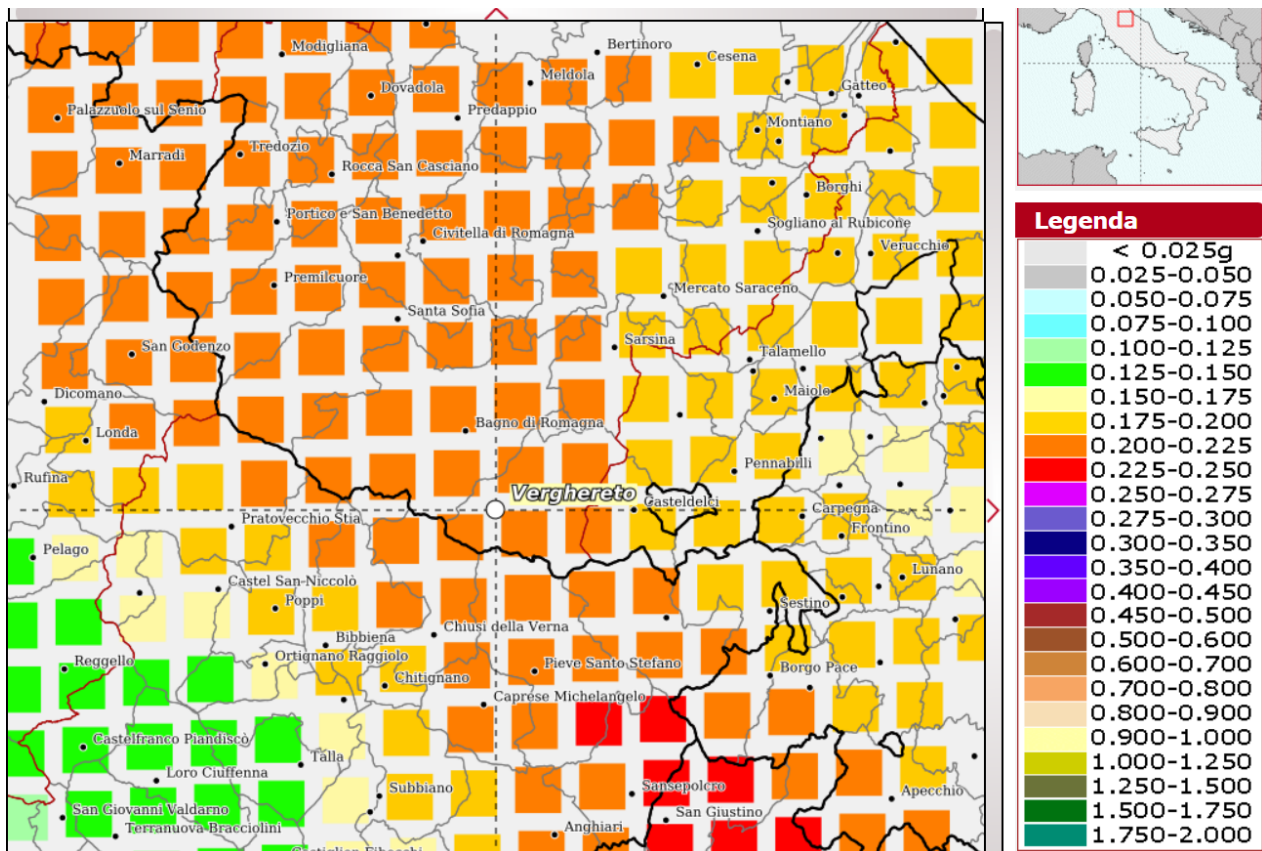 Modigliana
Bertinoro
Cesena
Meldola
Dovadola
Gatteo
Palazzuolo sul Senio
Predappio
Montiano
Tredozio
Marradi
Rocca San Casciano
Borghi
Portico e San Benedetto
Sogliano al Rubicone
Civitella di Romagna
Verucchio
Premilcuore
Mercato Saraceno
Santa Sofia
San Godenzo
Sarsina
Talamello
Dicomano
Maiolo
Londa
Bagno di Romagna
Pennabilli
Rufina
Verghereto
Casteldelci
Pratovecchio Stia
Carpegna
Frontino
Pelago
Castel San Niccolò
Lunano
Poppi
Sestino
Chiusi della Verna
Bibbiena
Ortignano Raggiolo
Reggello
Pieve Santo Stefano
Borgo Pace
Chitignano
Caprese Michelangelo
Castelfranco Piandiscò
Talla
Loro Ciuffenna
Subbiano
Sansepolcro
Apecchio
San Giovanni Valdarno
San Giustino
Terranuova Bracciolini
Anghiari
Castiglion Fibocchi
Legenda
< 0.025g
0.025-0.050
0.050-0.075
0.075-0.100
0.100-0.125
0.125-0.150
0.150-0.175
0.175-0.200
0.200-0.225
0.225-0.250
0.250-0.275
0.275-0.300
0.300-0.350
0.350-0.400
0.400-0.450
0.450-0.500
0.500-0.600
0.600-0.700
0.700-0.800
0.800-0.900
0.900-1.000
1.000-1.250
1.250-1.500
1.500-1.750
1.750-2.000